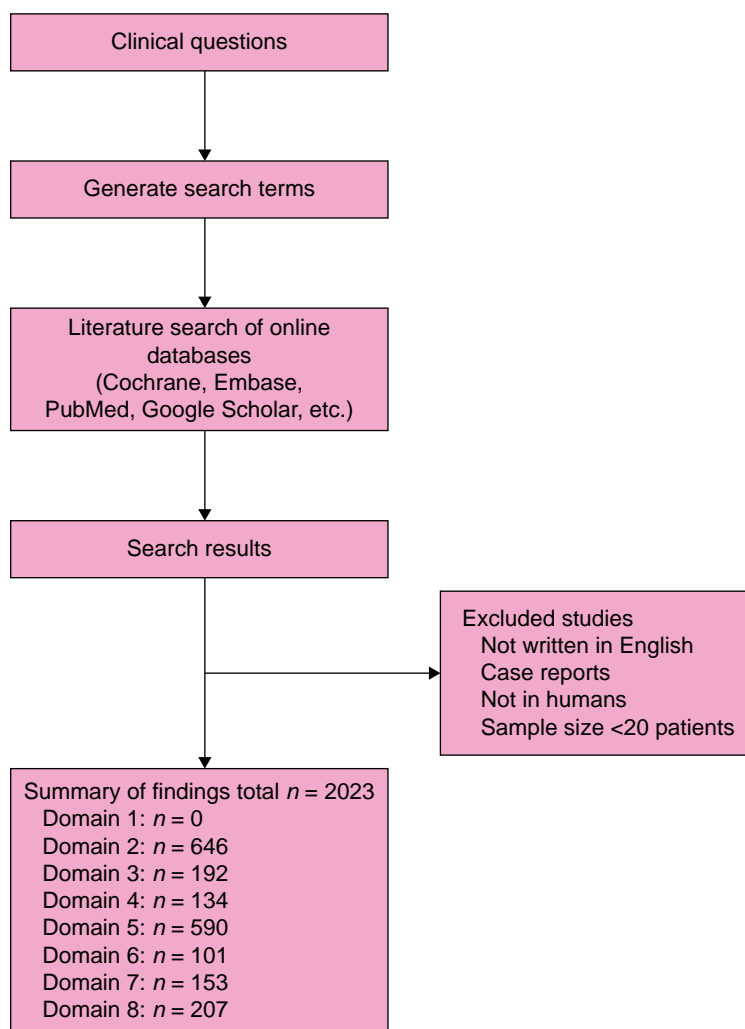 Clinical questions
Generate search terms
Literature search of online
databases
(Cochrane, Embase,
PubMed, Google Scholar, etc.)
Search results
Excluded studies
Not written in English
Case reports
Not in humans
Sample size <20 patients
Summary of findings total n = 2023
Domain 1: n = 0
Domain 2: n = 646
Domain 3: n = 192
Domain 4: n = 134
Domain 5: n = 590
Domain 6: n = 101
Domain 7: n = 153
Domain 8: n = 207